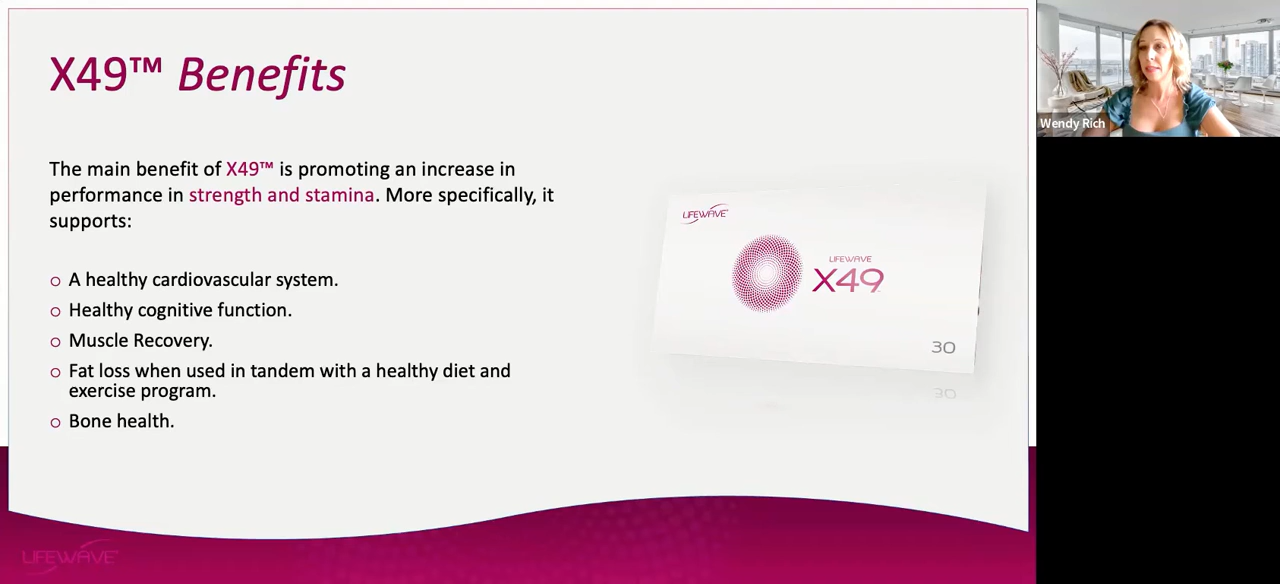 X49™ Benefits
The main benefit of X49™ is promoting an increase in
performance in strength and stamina. More specifically, it
supports:
○ A healthy cardiovascular system.
○ Healthy cognitive function.
○ Muscle Recovery.
○ Fat loss when used in tandem with a healthy diet and
exercise program.
○ Bone health.
LIFEWAVE
LIFEWAVE
X49
30
30
LIFEWAVE
Wendy Rich